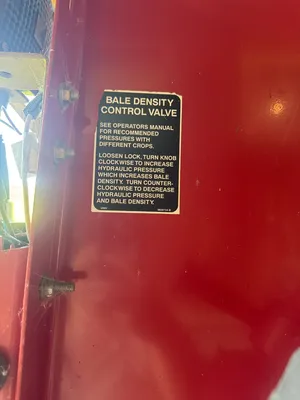 BALE DENSITY
CONTROL VALVE
SEE OPERATORS MANUAL
FOR RECOMMENDED
PRESSURES WITH
DIFFERENT CROPS.
LOOSEN LOCK, TURN KNOB
CLOCKWISE TO INCREASE
HYDRAULIC PRESSURE
WHICH INCREASES BALE
DENSITY. TURN COUNTER-
CLOCKWISE TO DECREASE
HYDRAULIC PRESSURE
AND BALE DENSITY.